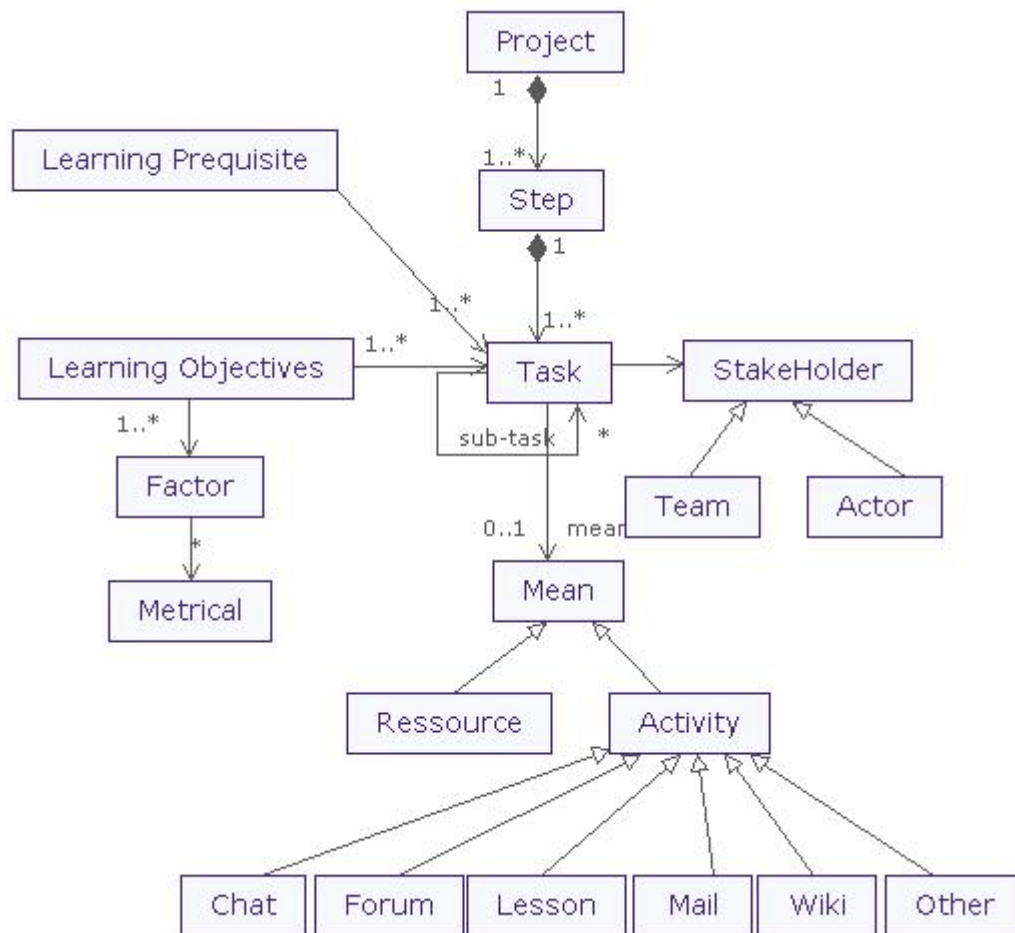 Project
1
1..*
Learning Prequisite
Step
1
1..*
1..*
Learning Objectives
1..*
Task
StakeHolder
1..*
sub-task
*
Factor
Team
Actor
*
0..1
mean
Metrical
Mean
Ressource
Activity
Chat
Forum
Lesson
Mail
Wiki
Other